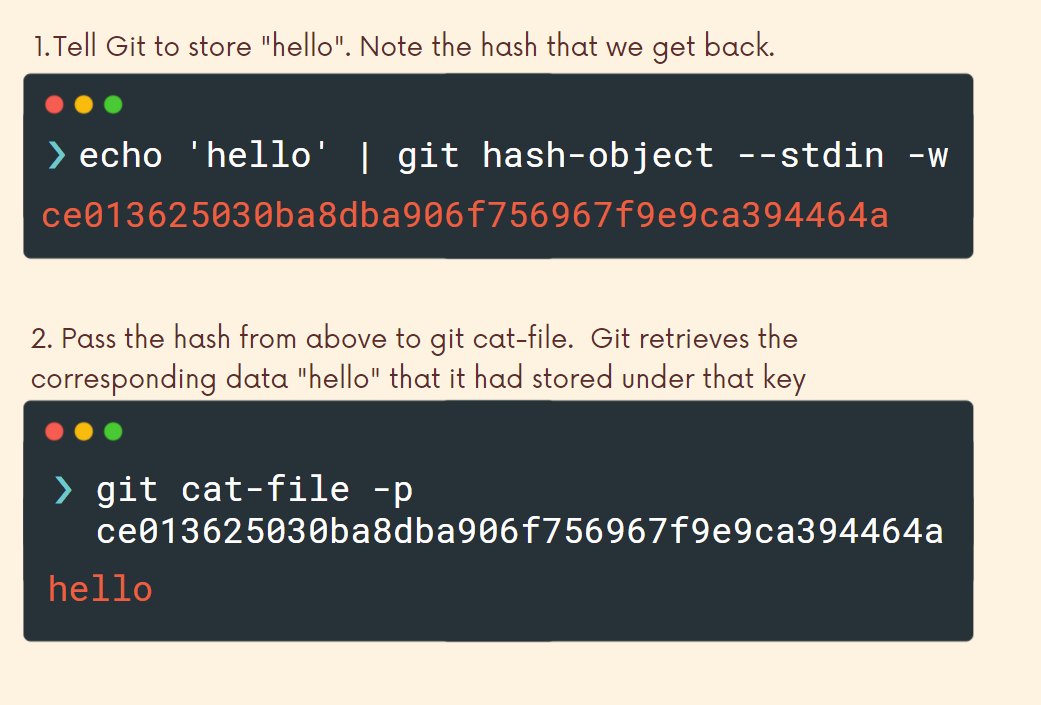 1.Tell Git to store "hello". Note the hash that we get back.
❯ echo 'hello' | git hash-object --stdin -w
ce013625030ba8dba906f756967f9e9ca394464a
2. Pass the hash from above to git cat-file.  Git retrieves the
corresponding data "hello" that it had stored under that key
❯ git cat-file -p
ce013625030ba8dba906f756967f9e9ca394464a
hello